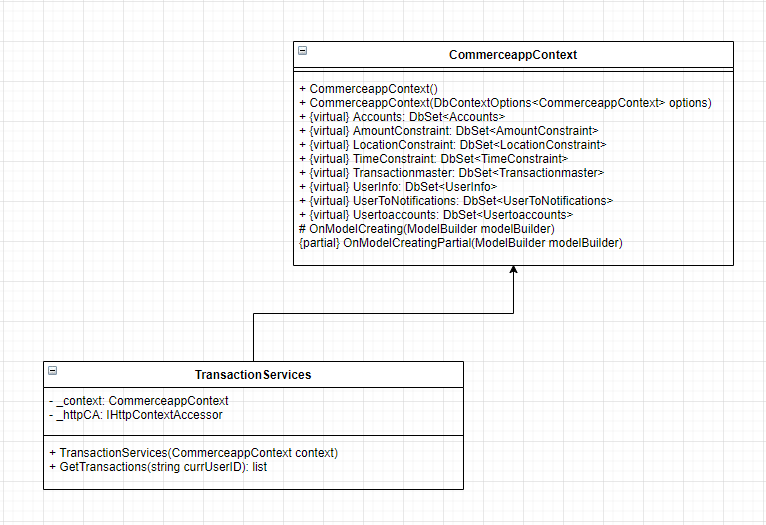 CommerceappContext
+ CommerceappContext()
+ CommerceappContext(DbContextOptions<CommerceappContext> options)
+ {virtual} Accounts: DbSet<Accounts>
+ {virtual} AmountConstraint: DbSet<AmountConstraint>
+ {virtual} LocationConstraint: DbSet<LocationConstraint>
+ {virtual} TimeConstraint: DbSet<TimeConstraint>
+ {virtual} Transactionmaster: DbSet<Transactionmaster>
+ {virtual} UserInfo: DbSet<UserInfo>
+ {virtual} UserToNotifications: DbSet<UserToNotifications>
+ {virtual} Usertoaccounts: DbSet<Usertoaccounts>
# OnModelCreating(ModelBuilder modelBuilder)
{partial} OnModelCreatingPartial(ModelBuilder modelBuilder)
TransactionServices
- _context: CommerceappContext
- _httpCA: IHttpContextAccessor
+ TransactionServices(CommerceappContext context)
+ GetTransactions(string currUserID): list